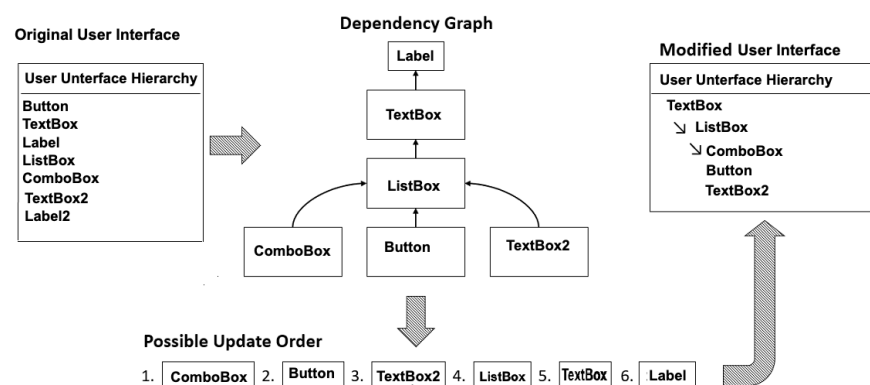 Original User Interface
User Unterface Hierarchy
Button
TextBox
Label
ListBox
ComboBox
TextBox2
Label2
Dependency Graph
Label
TextBox
ListBox
ComboBox
Button
TextBox2
Modified User Interface
User Unterface Hierarchy
TextBox
ListBox
ComboBox
Button
TextBox2
Possible Update Order
1. ComboBox 2. Button 3. TextBox2 4. ListBox 5. TextBox 6. Label